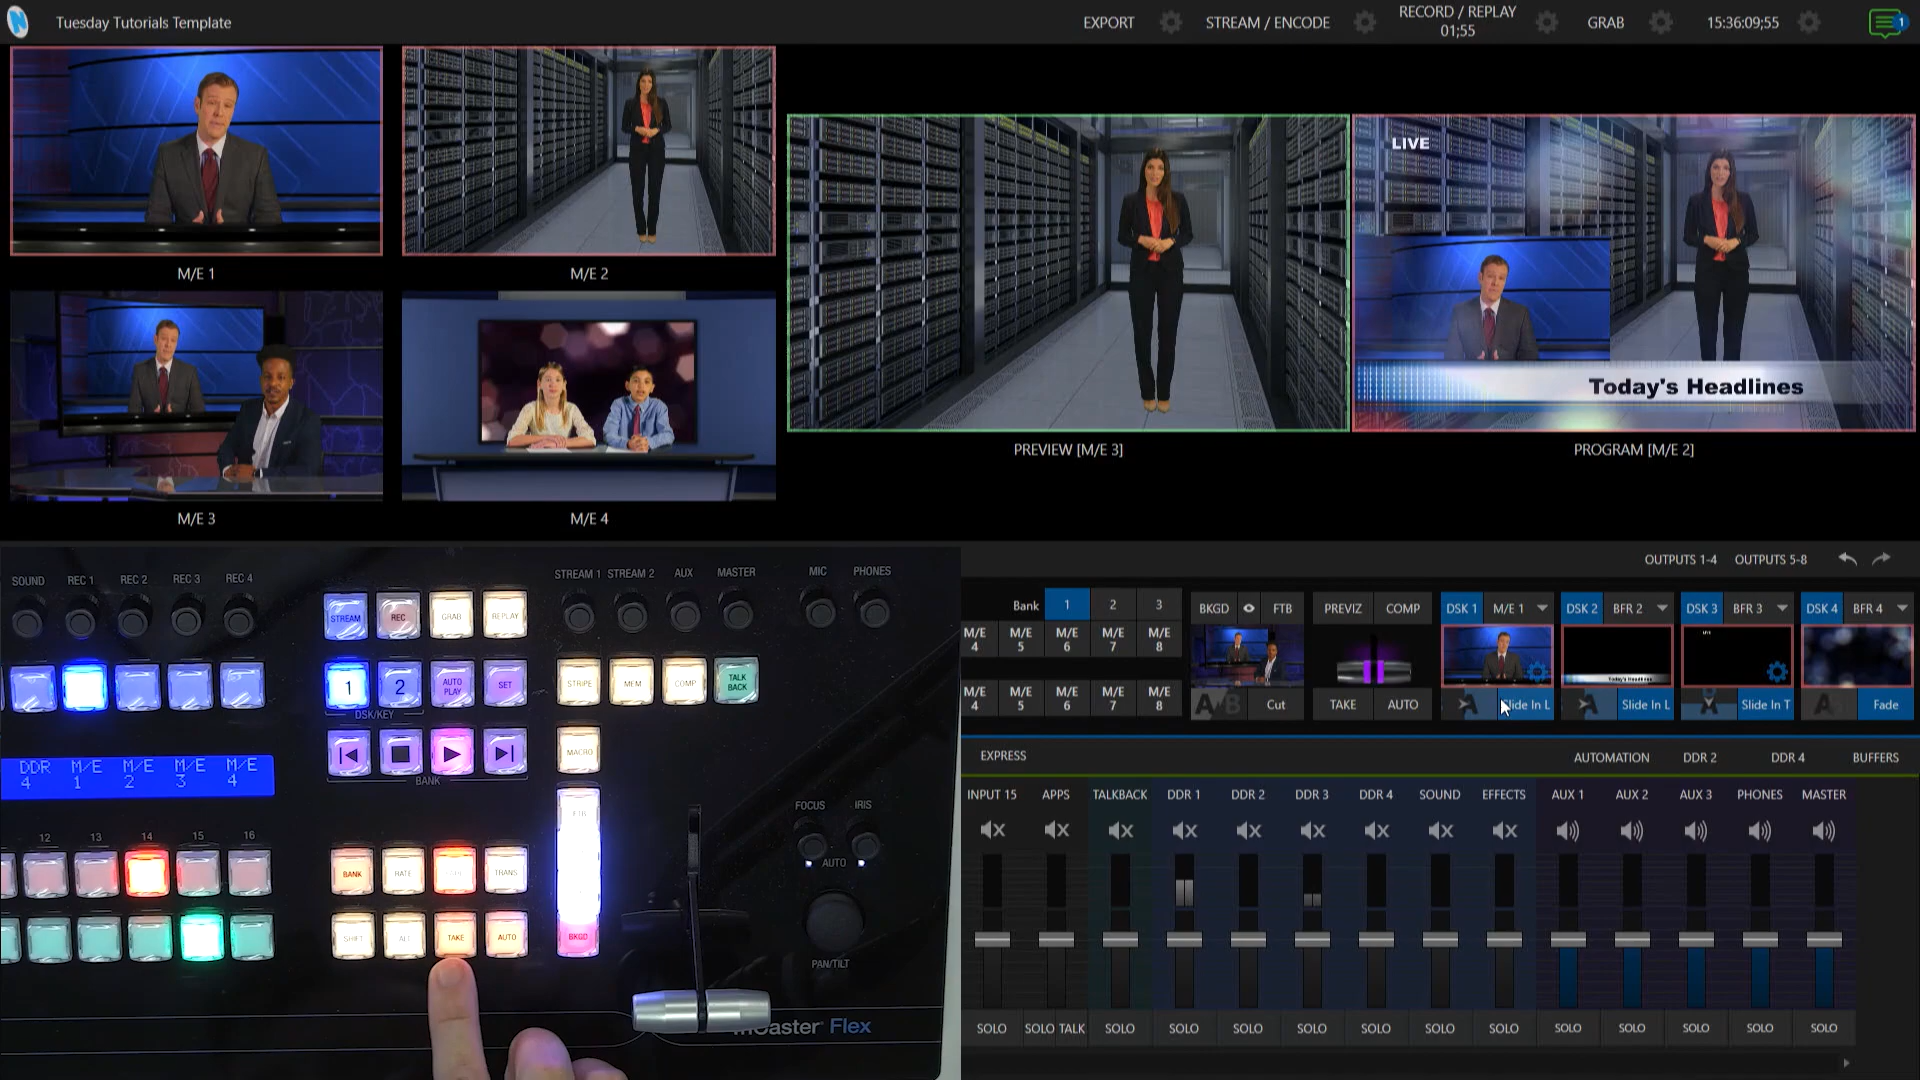 Tuesday Tutorials Template
EXPORT
STREAM / ENCODE
RECORD / REPLAY
01;55
GRAB
15:36:09;55
1
M/E 1
M/E 2
LIVE
Today's Headlines
PREVIEW [M/E 3]
PROGRAM [M/E 2]
M/E 3
M/E 4
SOUND REC 1 REC 2 REC 3 REC 4
STREAM 1 STREAM 2 AUX MASTER MIC PHONES
STREAM REC GRAB REPLAY
1 2 AUTO PLAY SET
STRIPE MEM COMP TALK BACK
DSK/KEY
MACRO
BANK
DDR M/E M/E M/E M/E
4 1 2 3 4
FTB
FOCUS IRIS
AUTO
12 13 14 15 16
BANK RATE TRANS
SHIFT ALT TAKE AUTO
BKGD
PAN/TILT
Flex
OUTPUTS 1-4 OUTPUTS 5-8
Bank 1 2 3
M/E 4 M/E 5 M/E 6 M/E 7 M/E 8
M/E 4 M/E 5 M/E 6 M/E 7 M/E 8
BKGD FTB
A B Cut
PREVIZ COMP
TAKE AUTO
DSK 1 M/E 1
DSK 2 BFR 2
DSK 3 BFR 3
DSK 4 BFR 4
Today's Headlines
LIVE
Slide In L
Slide In T
Fade
EXPRESS
AUTOMATION DDR 2 DDR 4 BUFFERS
INPUT 15 APPS TALKBACK DDR 1 DDR 2 DDR 3 DDR 4 SOUND EFFECTS AUX 1 AUX 2 AUX 3 PHONES MASTER
SOLO SOLO TALK SOLO SOLO SOLO SOLO SOLO SOLO SOLO SOLO SOLO SOLO SOLO SOLO